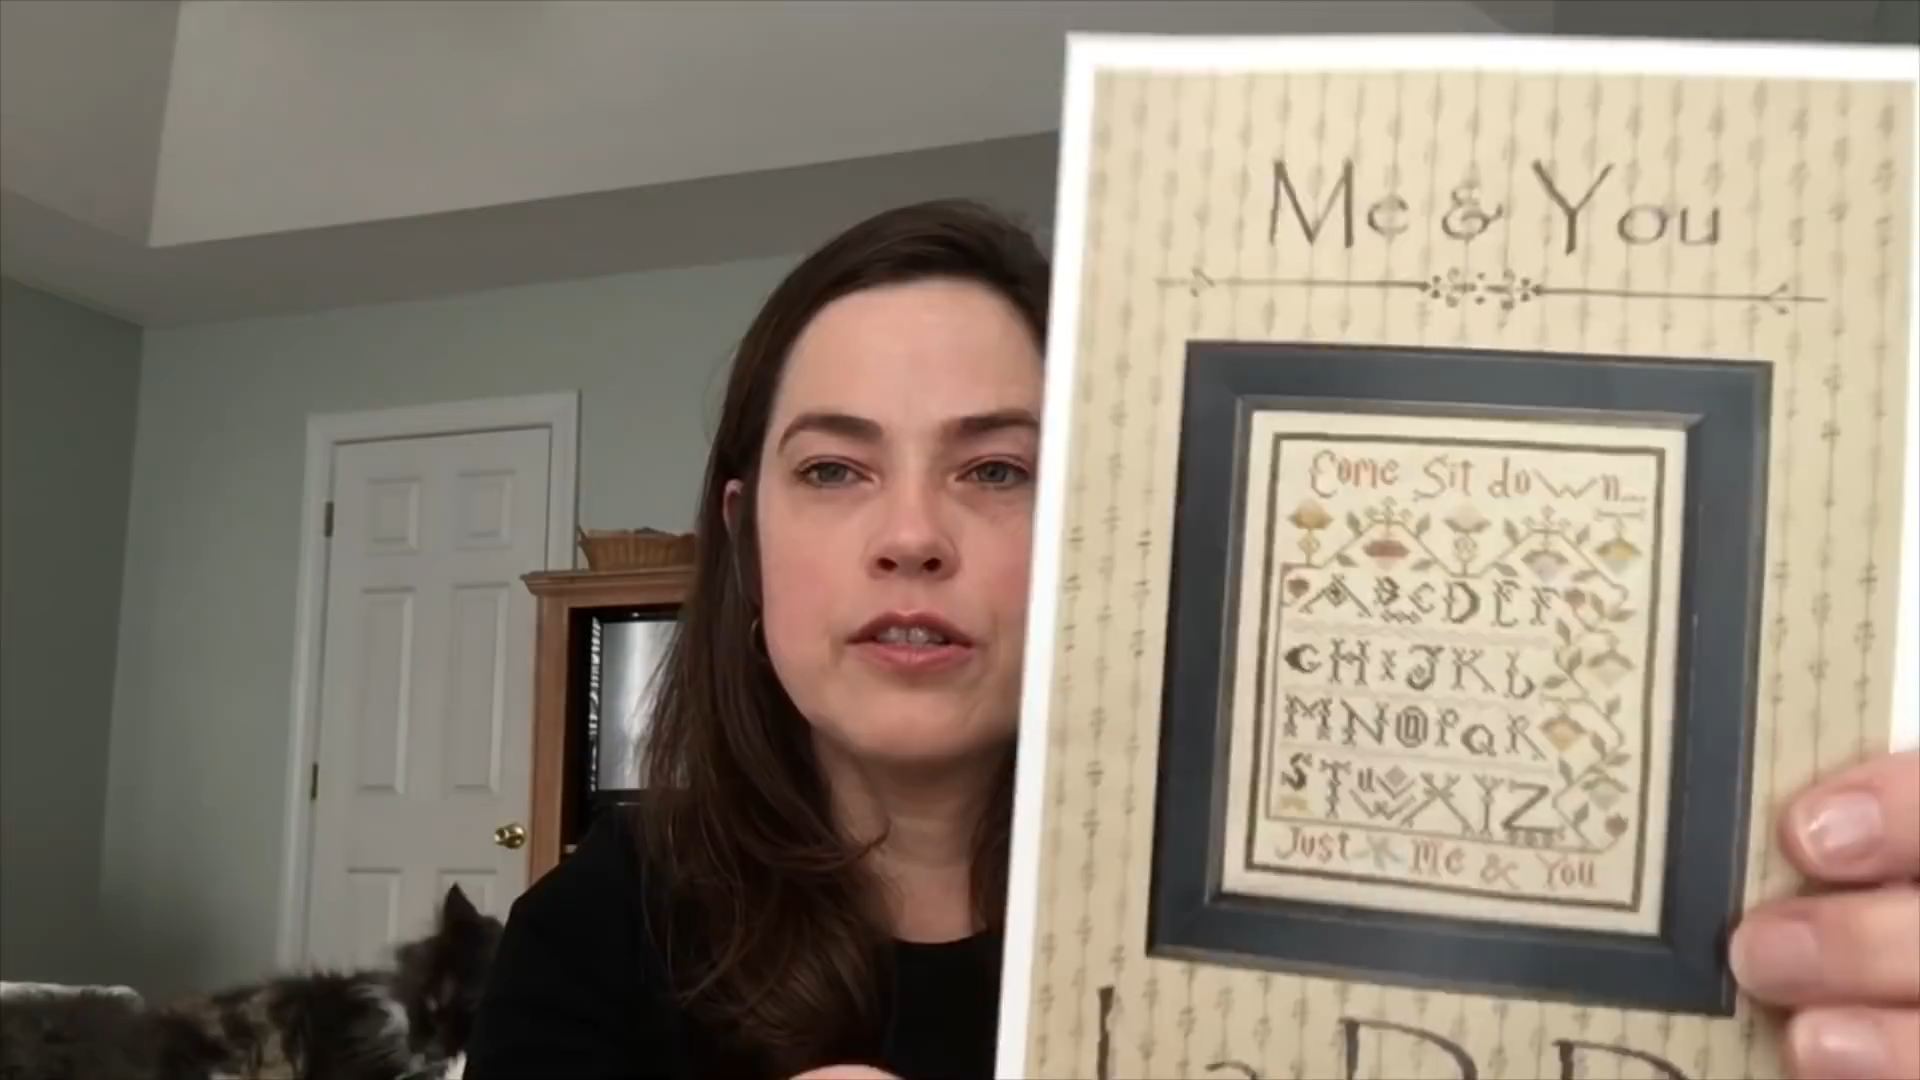 Me & You
Come Sit down...
ABCDEF
GHIJKL
MNOPQR
STUVWXYZ
Just Me & You